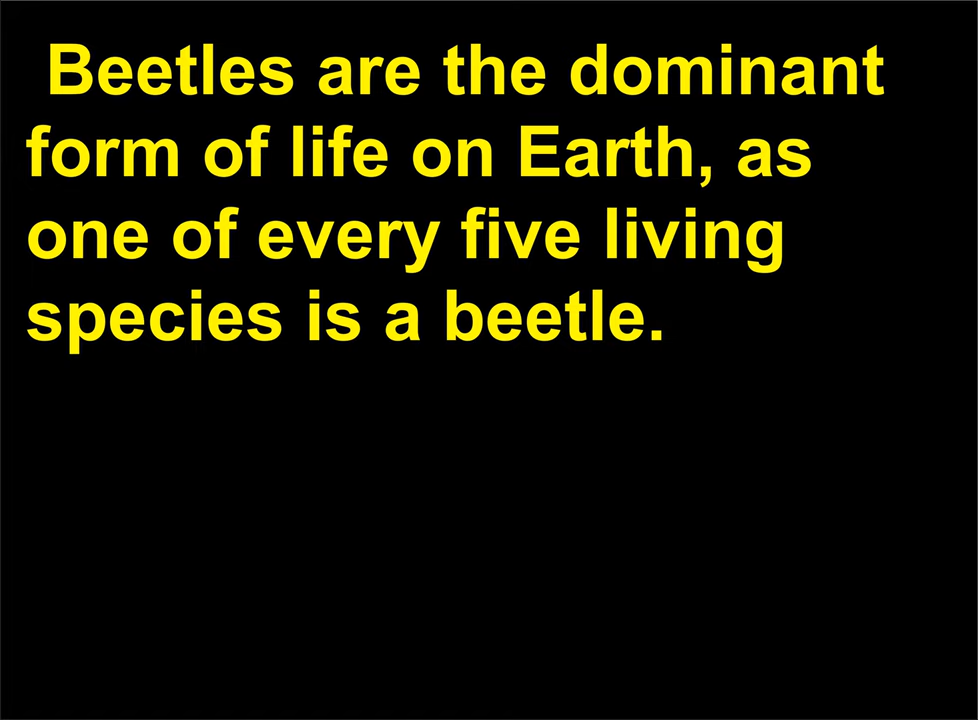 Beetles are the dominant
form of life on Earth, as
one of every five living
species is a beetle.